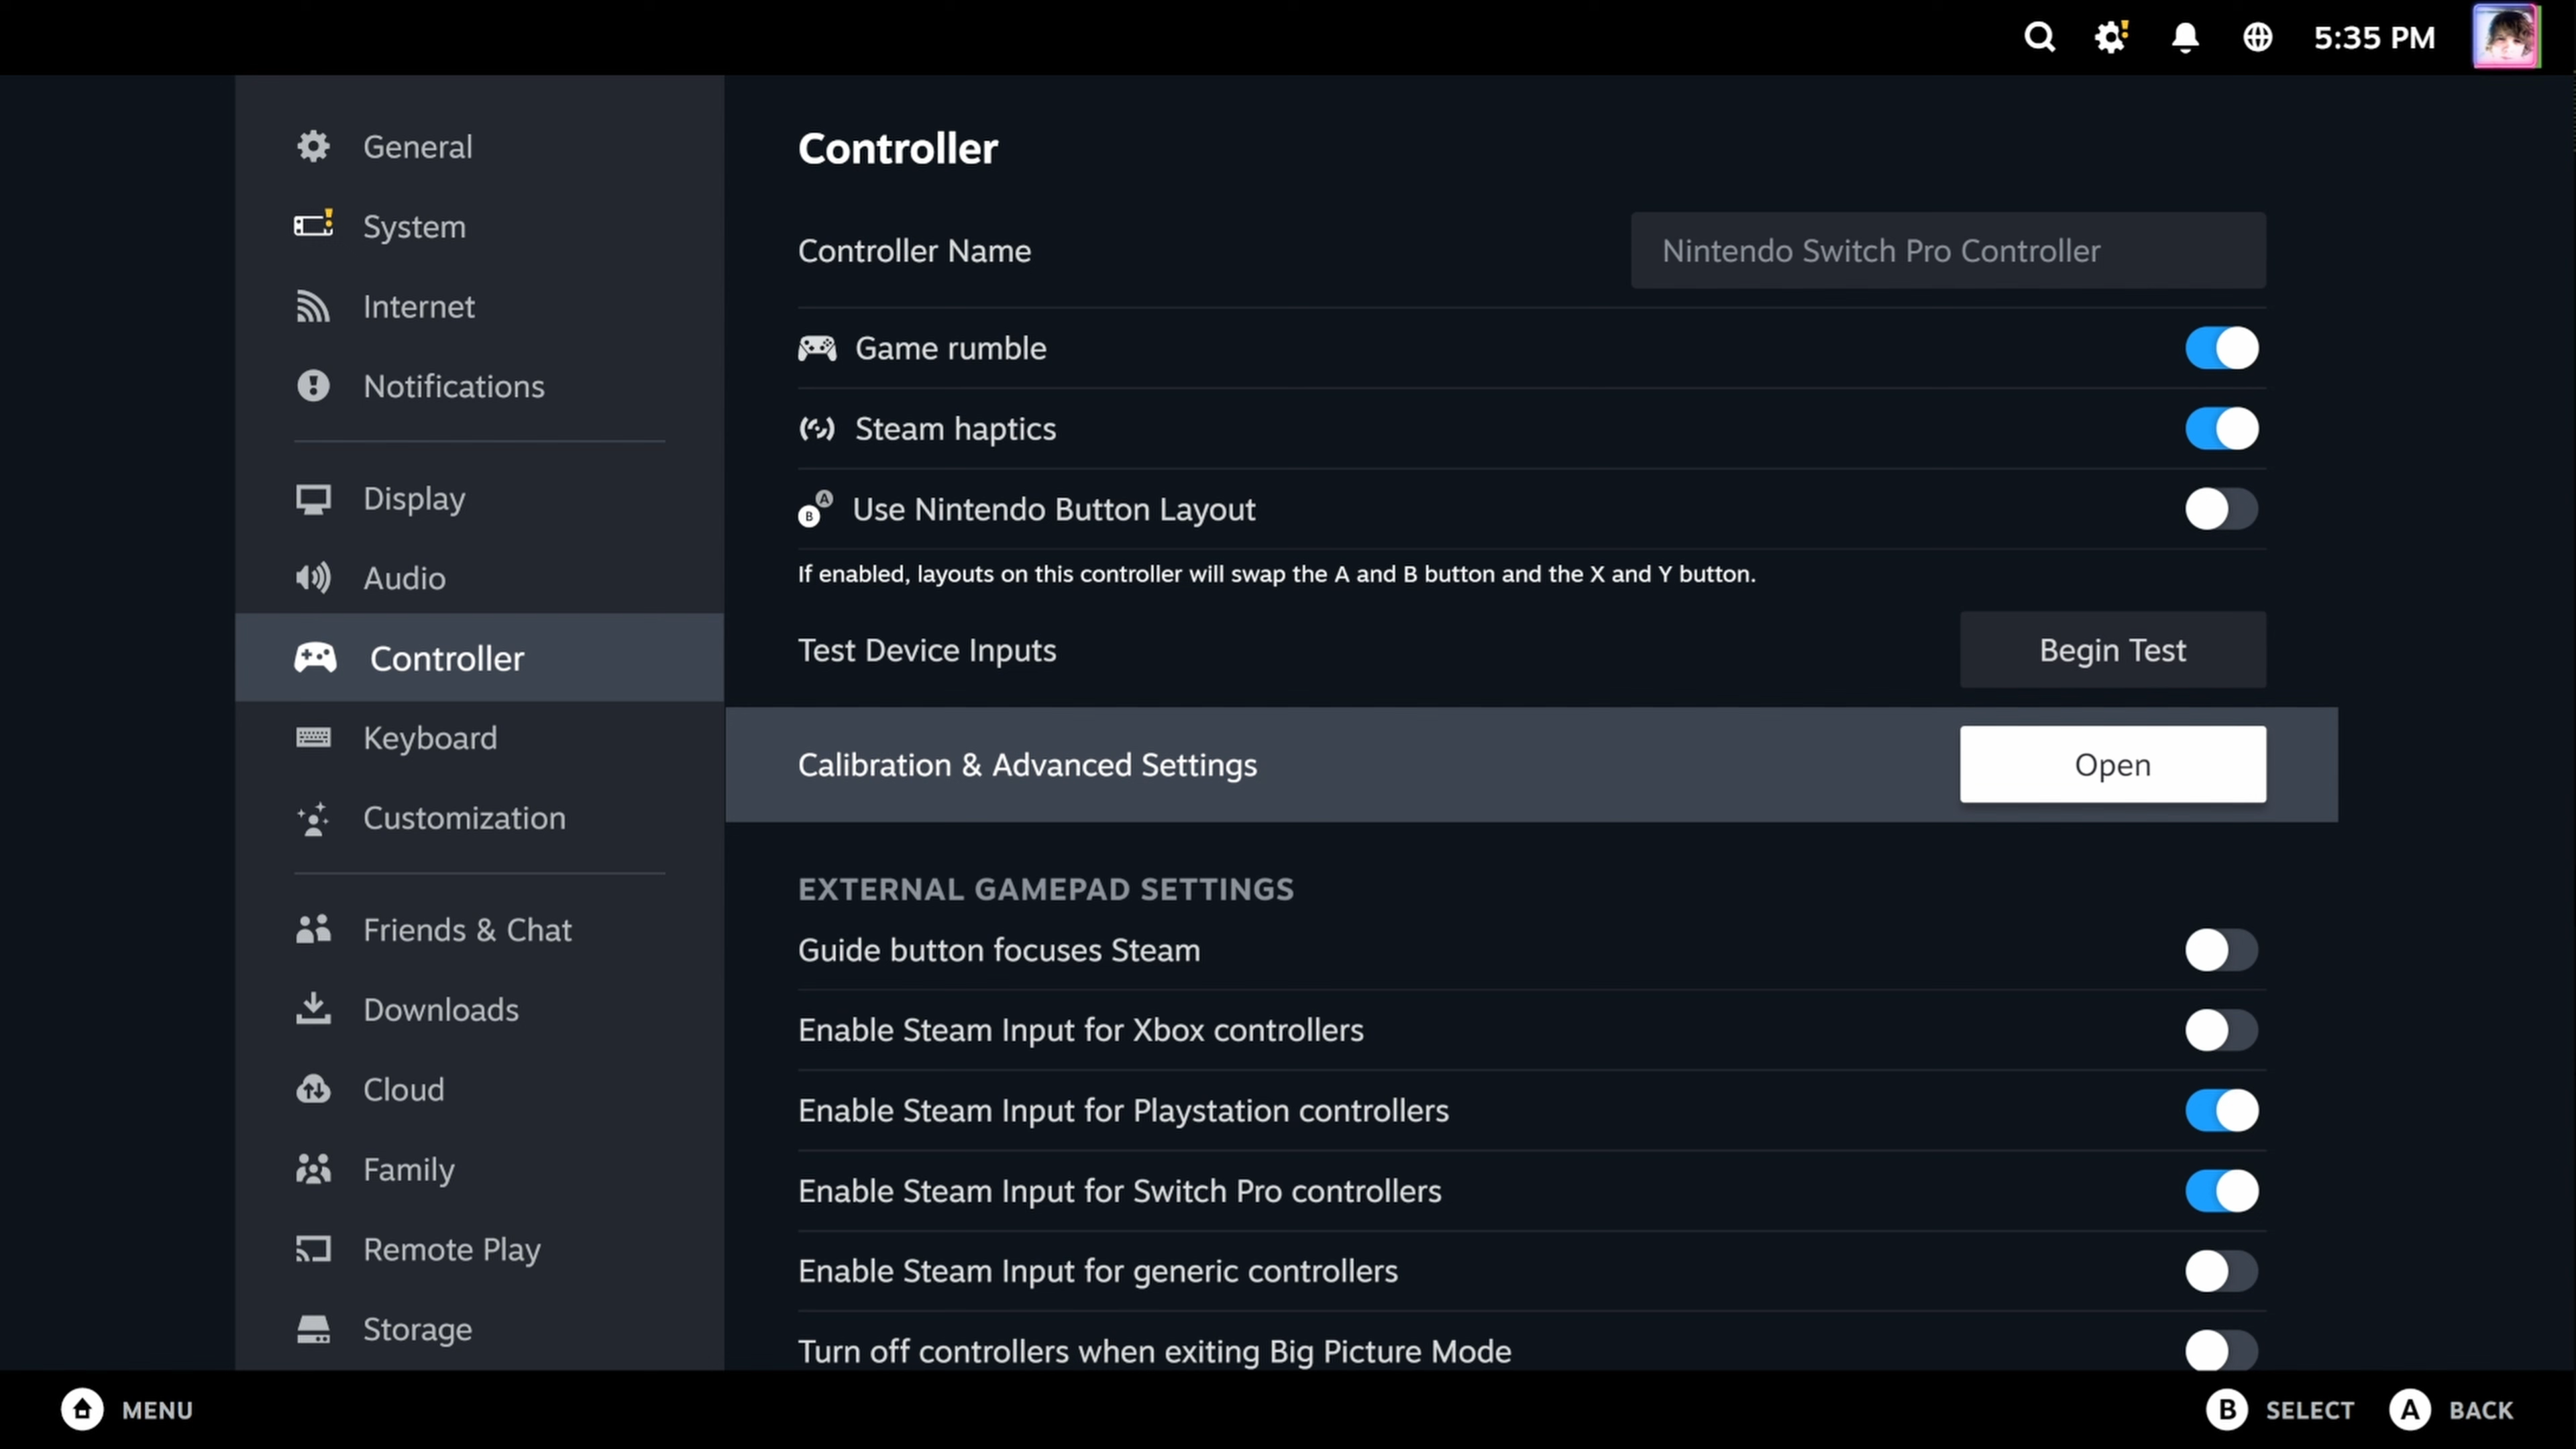 5:35 PM
General
System
Internet
Notifications
Display
Audio
Controller
Keyboard
Customization
Friends & Chat
Downloads
Cloud
Family
Remote Play
Storage
Controller
Controller Name
Nintendo Switch Pro Controller
Game rumble
Steam haptics
B A Use Nintendo Button Layout
If enabled, layouts on this controller will swap the A and B button and the X and Y button.
Test Device Inputs
Begin Test
Calibration & Advanced Settings
Open
EXTERNAL GAMEPAD SETTINGS
Guide button focuses Steam
Enable Steam Input for Xbox controllers
Enable Steam Input for Playstation controllers
Enable Steam Input for Switch Pro controllers
Enable Steam Input for generic controllers
Turn off controllers when exiting Big Picture Mode
MENU
B SELECT
A BACK